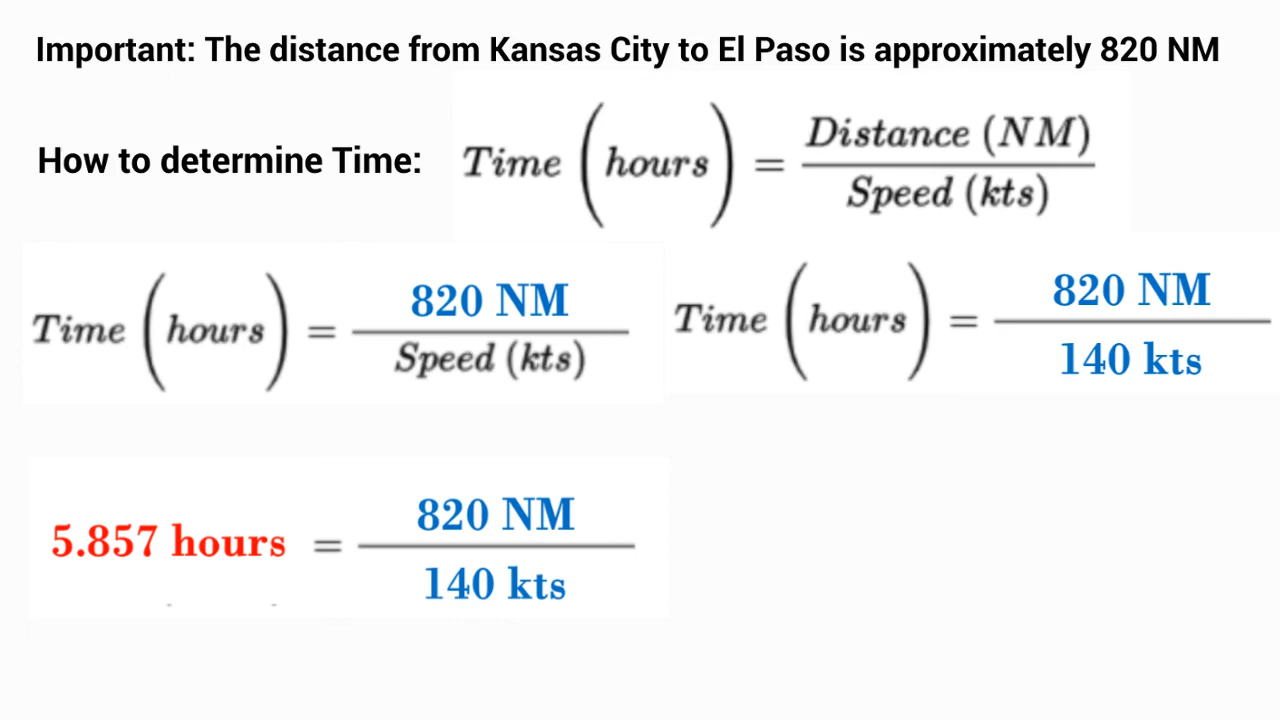 Important: The distance from Kansas City to El Paso is approximately 820 NM
How to determine Time: Time (hours) = Distance (NM) / Speed (kts)
Time (hours) = 820 NM / Speed (kts)
Time (hours) = 820 NM / 140 kts
5.857 hours = 820 NM / 140 kts